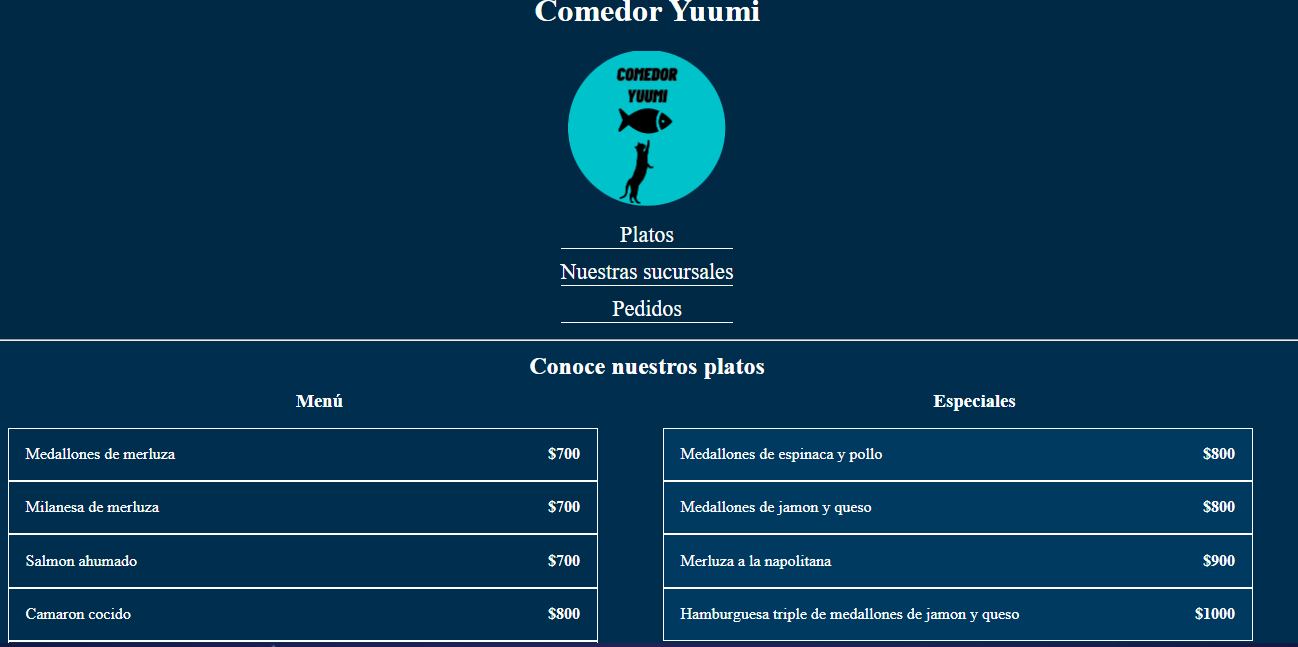 Comedor Yuumi
COMEDOR
YUUMI
Platos
Nuestras sucursales
Pedidos
Conoce nuestros platos
Menú
Medallones de merluza $700
Milanesa de merluza $700
Salmon ahumado $700
Camaron cocido $800
Especiales
Medallones de espinaca y pollo $800
Medallones de jamon y queso $800
Merluza a la napolitana $900
Hamburguesa triple de medallones de jamon y queso $1000